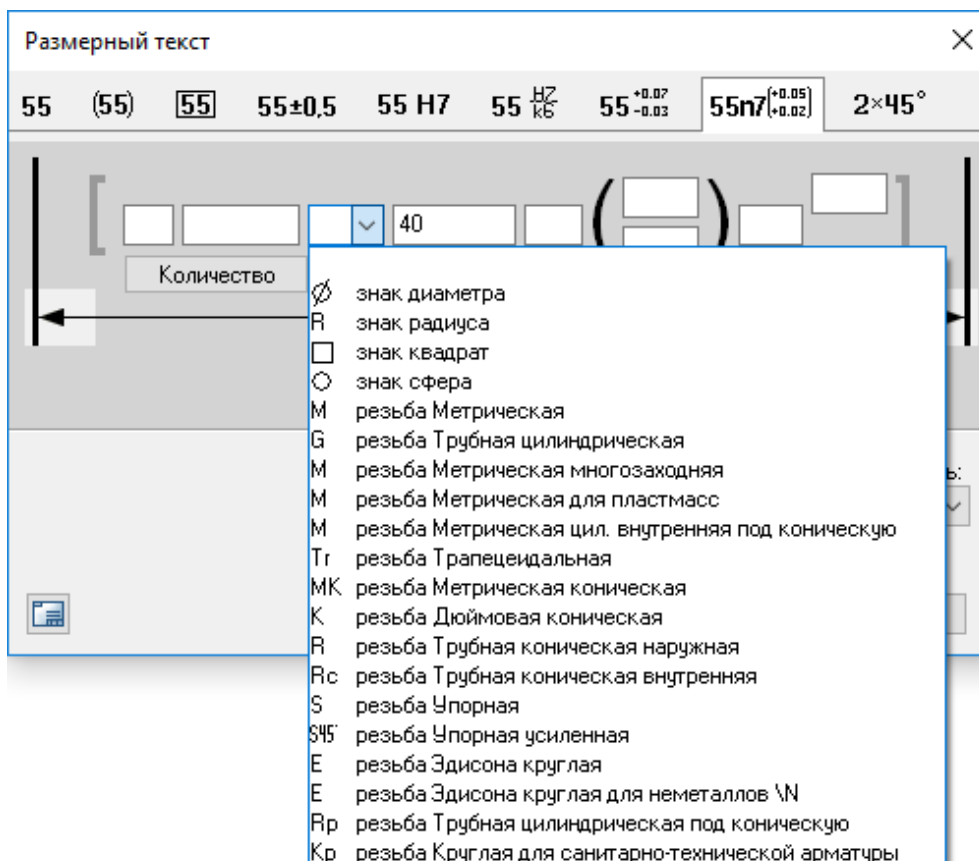 Размерный текст
55 (55) 55 55±0,5 55 H7 55 H7/k6 55 +0.07 -0.03 55n7(+0.05 +0.02) 2×45°
40
Количество
знак диаметра
R знак радиуса
знак квадрат
знак сфера
M резьба Метрическая
G резьба Трубная цилиндрическая
M резьба Метрическая многозаходняя
ь:
M резьба Метрическая для пластмасс
M резьба Метрическая цил. внутренняя под коническую
Tr резьба Трапецеидальная
MK резьба Метрическая коническая
K резьба Дюймовая коническая
R резьба Трубная коническая наружная
Rc резьба Трубная коническая внутренняя
S резьба Упорная
S45° резьба Упорная усиленная
E резьба Эдисона круглая
E резьба Эдисона круглая для неметаллов \N
Rp резьба Трубная цилиндрическая под коническую
Кр резьба Круглая для санитарно-технической арматуры